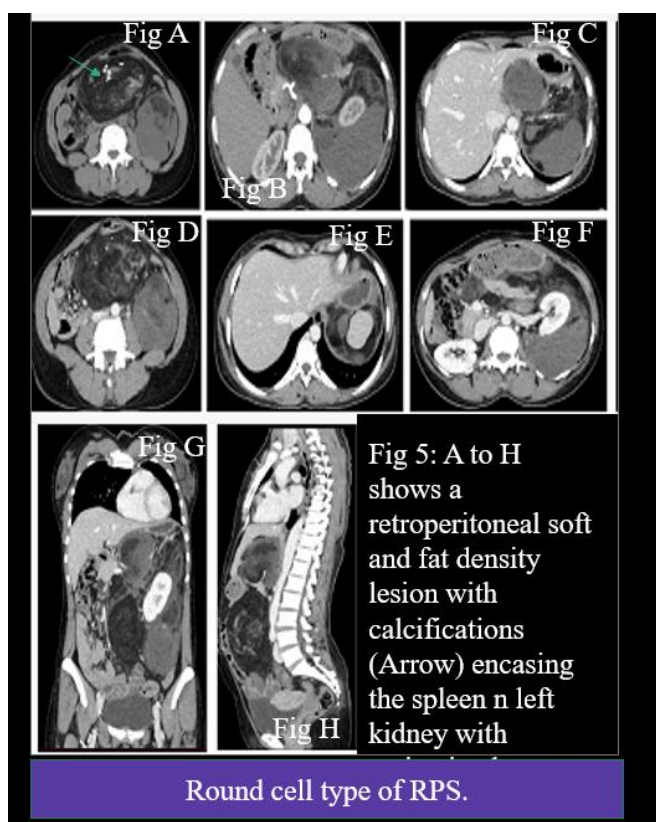 Fig A
Fig B
Fig C
Fig D
Fig E
Fig F
Fig G
Fig H
Fig 5: A to H
shows a
retroperitoneal soft
and fat density
lesion with
calcifications
(Arrow) encasing
the spleen n left
kidney with
Round cell type of RPS.